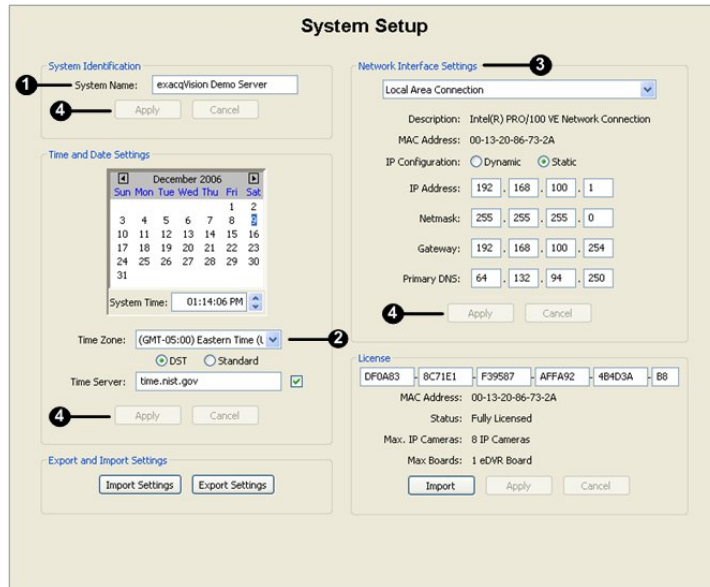 System Setup
System Identification
1 System Name: exacqVision Demo Server
4 Apply Cancel
Time and Date Settings
December 2006
Sun Mon Tue Wed Thu Fri Sat
1 2
3 4 5 6 7 8 9
10 11 12 13 14 15 16
17 18 19 20 21 22 23
24 25 26 27 28 29 30
31
System Time: 01:14:06 PM
Time Zone: (GMT-05:00) Eastern Time (U 2
DST Standard
Time Server: time.nist.gov
4 Apply Cancel
Export and Import Settings
Import Settings Export Settings
Network Interface Settings 3
Local Area Connection
Description: Intel(R) PRO/100 VE Network Connection
MAC Address: 00-13-20-86-73-2A
IP Configuration: Dynamic Static
IP Address: 192 . 168 . 100 . 1
Netmask: 255 . 255 . 255 . 0
Gateway: 192 . 168 . 100 . 254
Primary DNS: 64 . 132 . 94 . 250
4 Apply Cancel
License
DF0A83 - 8C71E1 - F39587 - AFFA92 - 4B4D3A - B8
MAC Address: 00-13-20-86-73-2A
Status: Fully Licensed
Max. IP Cameras: 8 IP Cameras
Max Boards: 1 eDVR Board
Import Apply Cancel